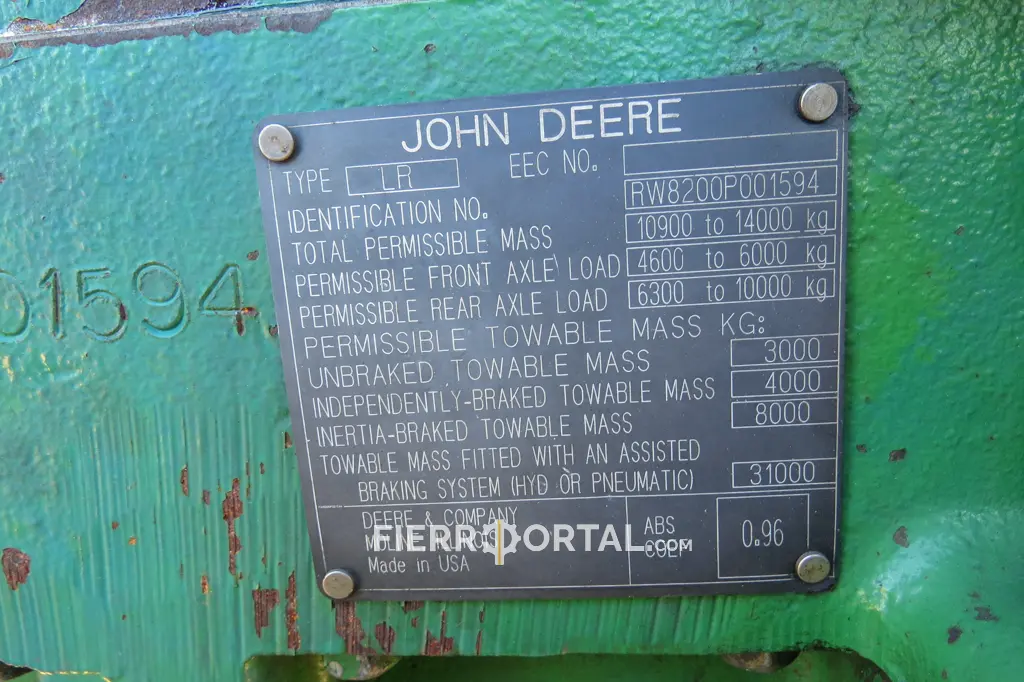 JOHN DEERE
TYPE LR EEC NO.
IDENTIFICATION NO. RW8200P001594
TOTAL PERMISSIBLE MASS 10900 to 14000 kg
PERMISSIBLE FRONT AXLE LOAD 4600 to 6000 kg
PERMISSIBLE REAR AXLE LOAD 6300 to 10000 kg
PERMISSIBLE TOWABLE MASS KG:
UNBRAKED TOWABLE MASS 3000
INDEPENDENTLY-BRAKED TOWABLE MASS 4000
INERTIA-BRAKED TOWABLE MASS 8000
TOWABLE MASS FITTED WITH AN ASSISTED
BRAKING SYSTEM (HYD OR PNEUMATIC) 31000
DEERE & COMPANY
MOLINE ILLINOIS
Made in USA
ABS
COEF
0.96
01594
FIERROPORTAL.COM